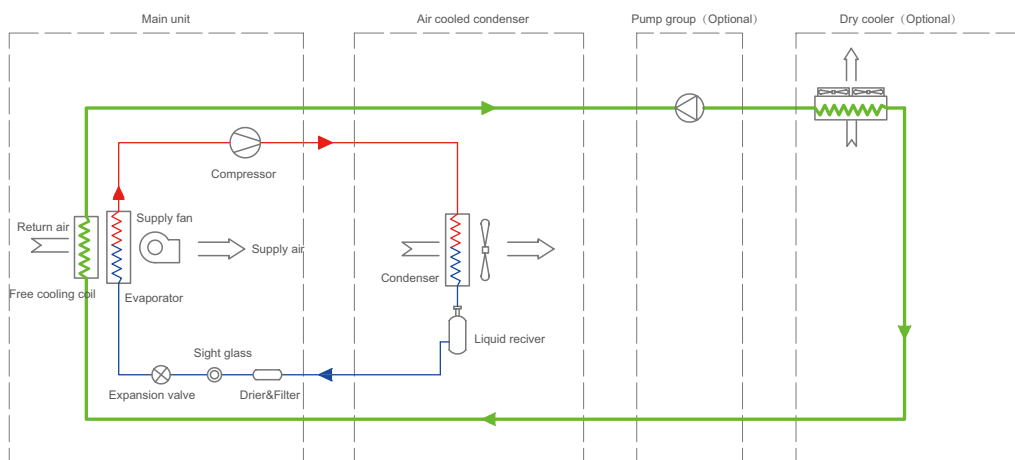 Main unit
Air cooled condenser
Pump group（Optional）
Dry cooler（Optional）
Compressor
Return air
Supply fan
Supply air
Free cooling coil
Evaporator
Condenser
Liquid reciver
Sight glass
Expansion valve
Drier&Filter